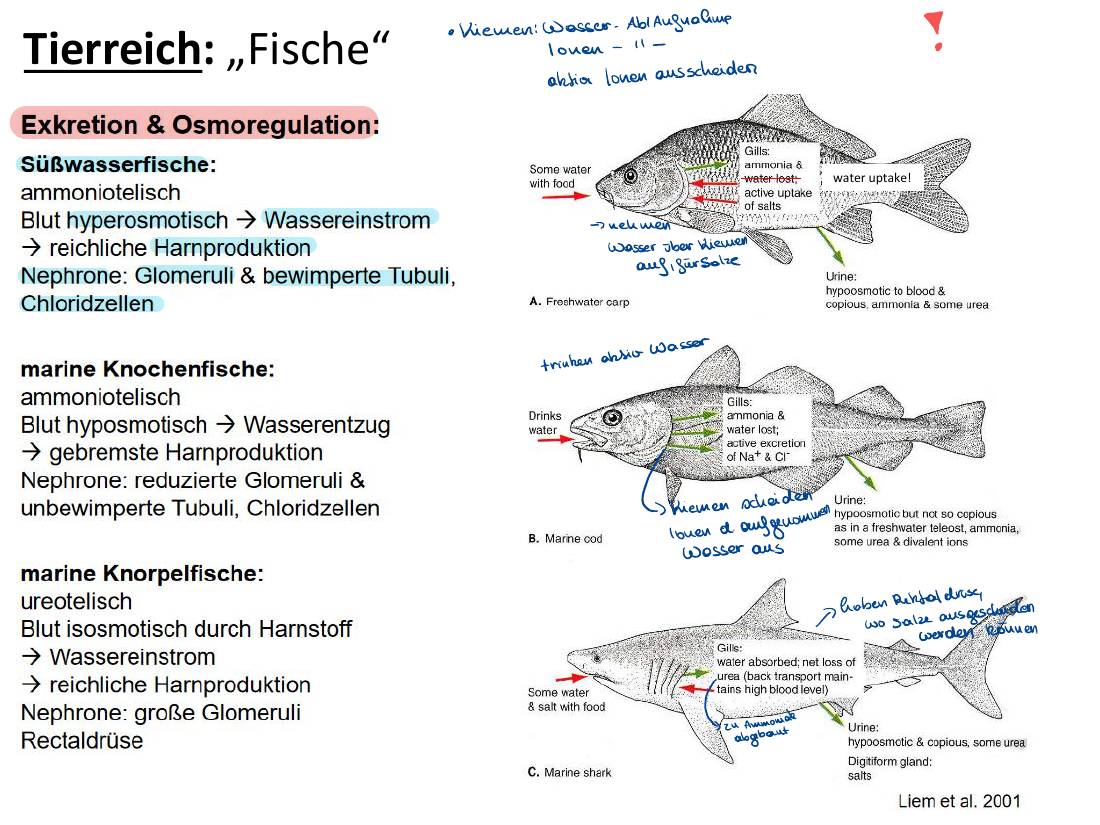 Tierreich: „Fische“
• Kiemen: Wasser- Ab/Aufnahme
Ionen - " -
aktiv Ionen ausscheiden
!
Exkretion & Osmoregulation:
Süßwasserfische:
ammoniotelisch
Blut hyperosmotisch → Wassereinstrom
→ reichliche Harnproduktion
Nephrone: Glomeruli & bewimperte Tubuli,
Chloridzellen
marine Knochenfische:
ammoniotelisch
Blut hyposmotisch → Wasserentzug
→ gebremste Harnproduktion
Nephrone: reduzierte Glomeruli &
unbewimperte Tubuli, Chloridzellen
marine Knorpelfische:
ureotelisch
Blut isosmotisch durch Harnstoff
→ Wassereinstrom
→ reichliche Harnproduktion
Nephrone: große Glomeruli
Rectaldrüse
Some water
with food
Gills:
ammonia &
water lost;
active uptake
of salts
water uptake!
→ nehmen
Wasser über Kiemen
auf, für Salze
Urine:
hypoosmotic to blood &
copious, ammonia & some urea
A. Freshwater carp
trinken aktiv Wasser
Drinks
water
Gills:
ammonia &
water lost;
active excretion
of Na⁺ & Cl⁻
Kiemen scheiden
Ionen d aufgenommen
Wasser aus
Urine:
hypoosmotic but not so copious
as in a freshwater teleost, ammonia,
some urea & divalent ions
B. Marine cod
haben Rektaldrüse,
wo Salze ausgeschieden
werden können
Some water
& salt with food
Gills:
water absorbed; net loss of
urea (back transport main-
tains high blood level)
zu Ammoniak
abgebaut
Urine:
hypoosmotic & copious, some urea
Digitiform gland:
salts
C. Marine shark
Liem et al. 2001